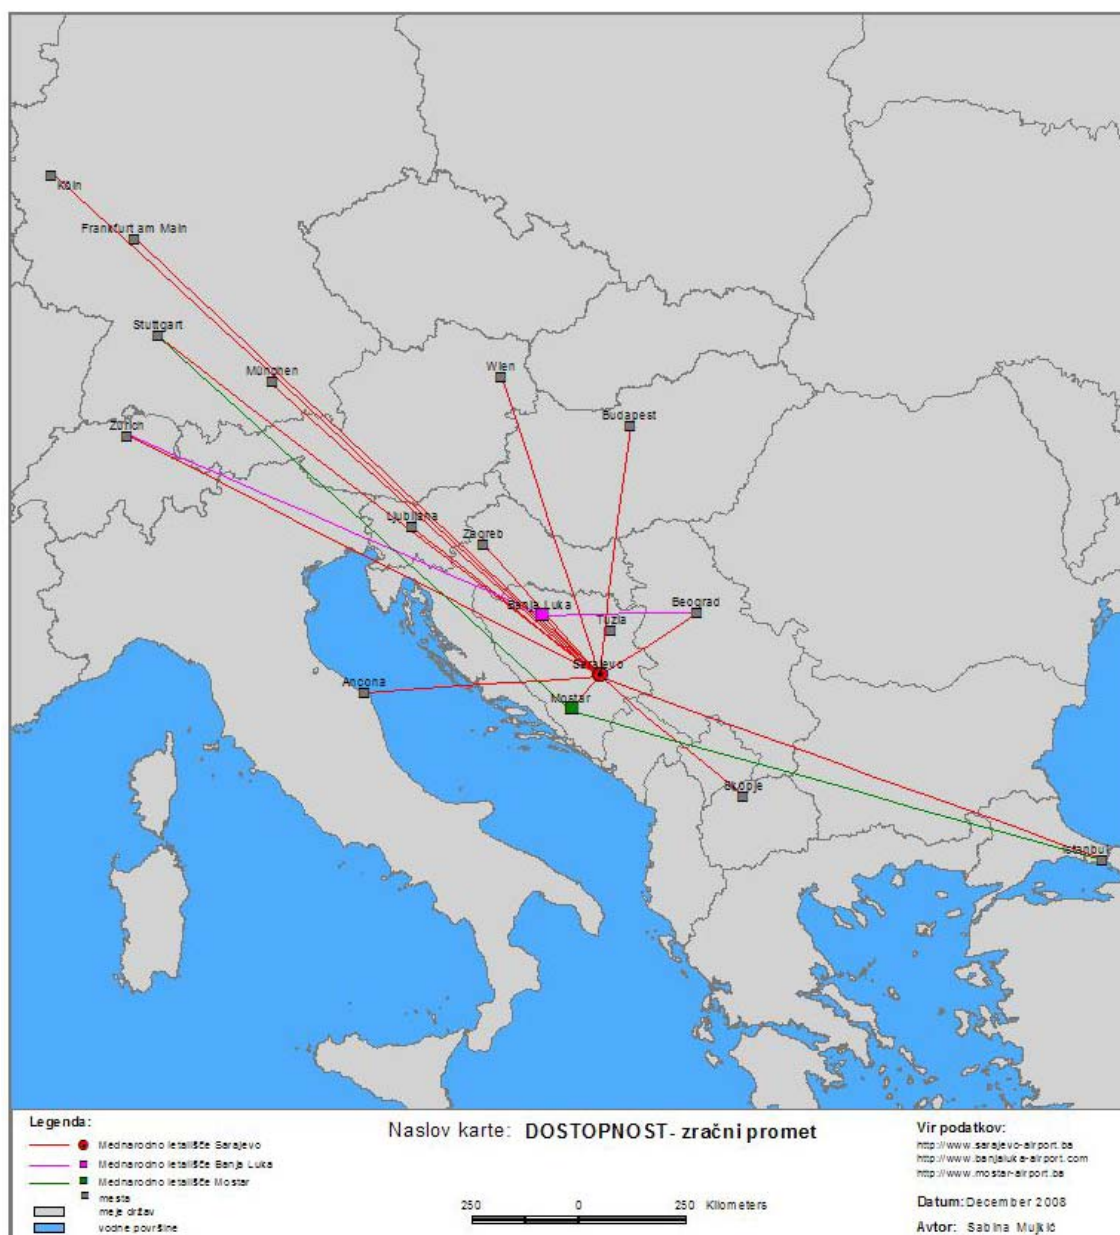 Köln
Frankfurt am Main
Stuttgart
München
Wien
Budapest
Zürich
Ljubljana
Zagreb
Banja Luka
Beograd
Tuzla
Sarajevo
Ancona
Mostar
Skopje
Istanbul
Legenda:
Mednarodno letališče Sarajevo
Mednarodno letališče Banja Luka
Mednarodno letališče Mostar
mesta
meje držav
vodne površine
Naslov karte: DOSTOPNOST- zračni promet
250 0 250 Kilometers
Vir podatkov:
http://www.sarajevo-airport.ba
http://www.banjaluka-airport.com
http://www.mostar-airport.ba
Datum: December 2008
Avtor: Sabina Mujkić